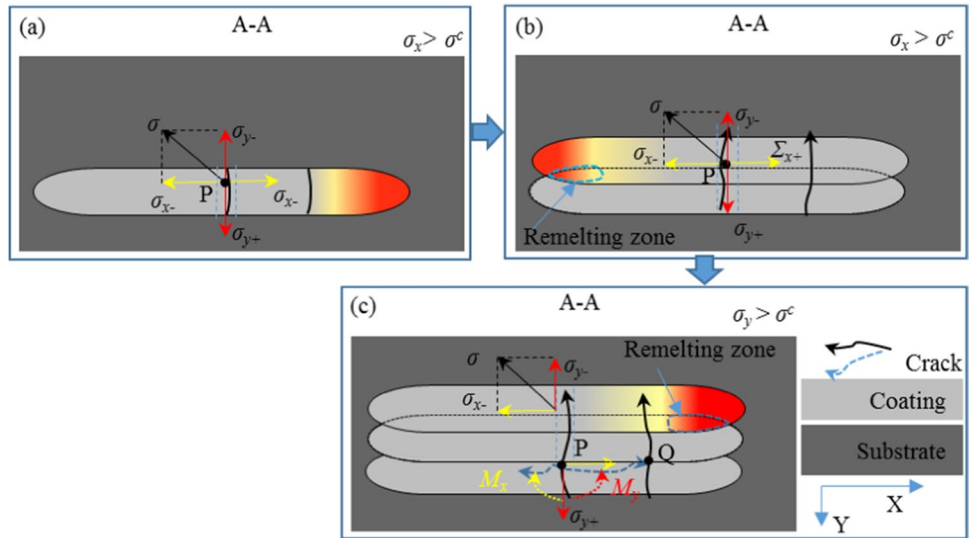 (a)
A-A
σx > σᶜ
σ
σy-
P
σx-
σx-
σy+
(b)
A-A
σx > σᶜ
σ
σy-
σx-
Σx+
P
σy+
Remelting zone
(c)
A-A
σy > σᶜ
Remelting zone
σ
σy-
σx-
P
Q
Mx
My
σy+
Crack
Coating
Substrate
X
Y